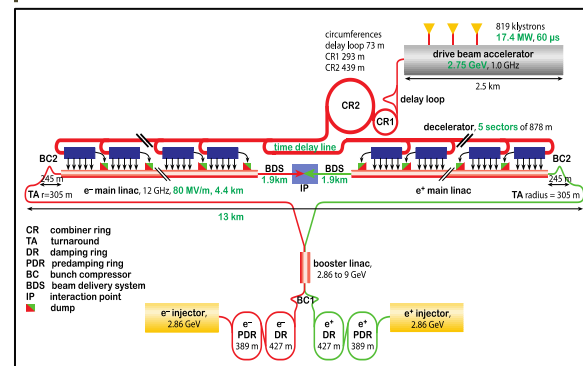 819 klystrons
17.4 MW, 60 µs
circumferences
delay loop 73 m
CR1 293 m
CR2 439 m
drive beam accelerator
2.75 GeV, 1.0 GHz
2.5 km
CR2
CR1
delay loop
time delay line
decelerator, 5 sectors of 878 m
BC2
245 m
TA r=305 m
e– main linac, 12 GHz, 80 MV/m, 4.4 km
BDS
1.9km
IP
BDS
1.9km
e+ main linac
BC2
245 m
TA radius = 305 m
13 km
CR combiner ring
TA turnaround
DR damping ring
PDR predamping ring
BC bunch compressor
BDS beam delivery system
IP interaction point
dump
booster linac,
2.86 to 9 GeV
BC1
e– injector,
2.86 GeV
e–
PDR
389 m
e–
DR
427 m
e+
DR
427 m
e+
PDR
389 m
e+ injector,
2.86 GeV